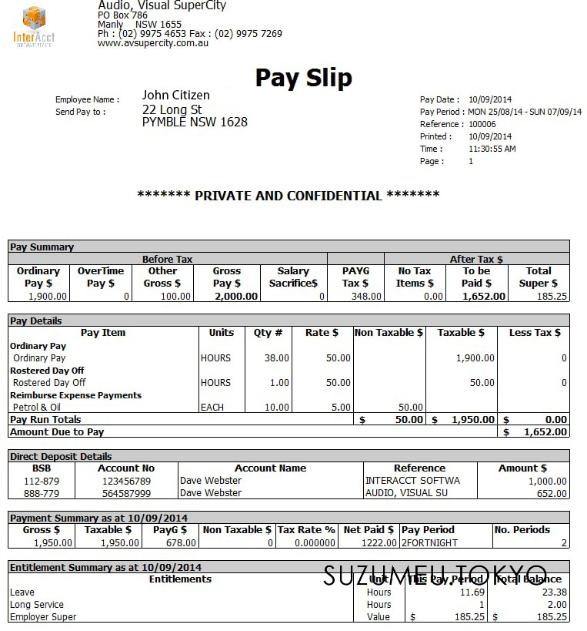 InterAcct
Audio, Visual SuperCity
PO Box 786
Manly NSW 1655
Ph : (02) 9975 4653 Fax : (02) 9975 7269
www.avsupercity.com.au
Pay Slip
Employee Name : John Citizen
Send Pay to : 22 Long St
PYMBLE NSW 1628
Pay Date : 10/09/2014
Pay Period : MON 25/08/14 - SUN 07/09/14
Reference : 100006
Printed : 10/09/2014
Time : 11:30:55 AM
Page : 1
******* PRIVATE AND CONFIDENTIAL *******
Pay Summary
Before Tax After Tax $
Ordinary Pay $ OverTime Pay $ Other Gross $ Gross Pay $ Salary Sacrifice$ PAYG Tax $ No Tax Items $ To be Paid $ Total Super $
1,900.00 0 100.00 2,000.00 0 348.00 0.00 1,652.00 185.25
Pay Details
Pay Item Units Qty # Rate $ Non Taxable $ Taxable $ Less Tax $
Ordinary Pay
Ordinary Pay HOURS 38.00 50.00 1,900.00 0
Rostered Day Off
Rostered Day Off HOURS 1.00 50.00 50.00 0
Reimburse Expense Payments
Petrol & Oil EACH 10.00 5.00 50.00
Pay Run Totals $ 50.00 $ 1,950.00 $ 0.00
Amount Due to Pay $ 1,652.00
Direct Deposit Details
BSB Account No Account Name Reference Amount $
112-879 123456789 Dave Webster INTERACCT SOFTWA 1,000.00
888-779 564587999 Dave Webster AUDIO, VISUAL SU 652.00
Payment Summary as at 10/09/2014
Gross $ Taxable $ PayG $ Non Taxable $ Tax Rate % Net Paid $ Pay Period No. Periods
1,950.00 1,950.00 678.00 0 0.000000 1222.00 2FORTNIGHT 2
Entitlement Summary as at 10/09/2014
SUZUMEU.TOKYO
Entitlements Unit This Pay Period Total Balance
Leave Hours 11.69 23.38
Long Service Hours 1 2.00
Employer Super Value $ 185.25 $ 185.25